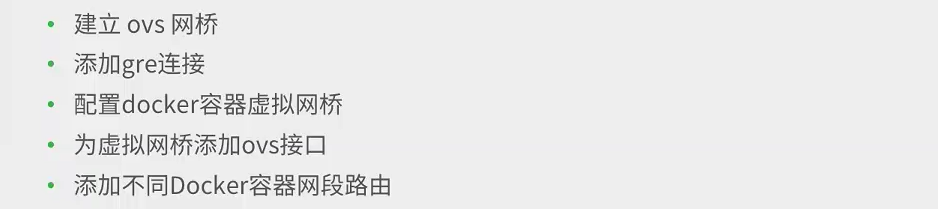 建立 ovs 网桥
添加gre连接
配置docker容器虚拟网桥
为虚拟网桥添加ovs接口
添加不同Docker容器网段路由